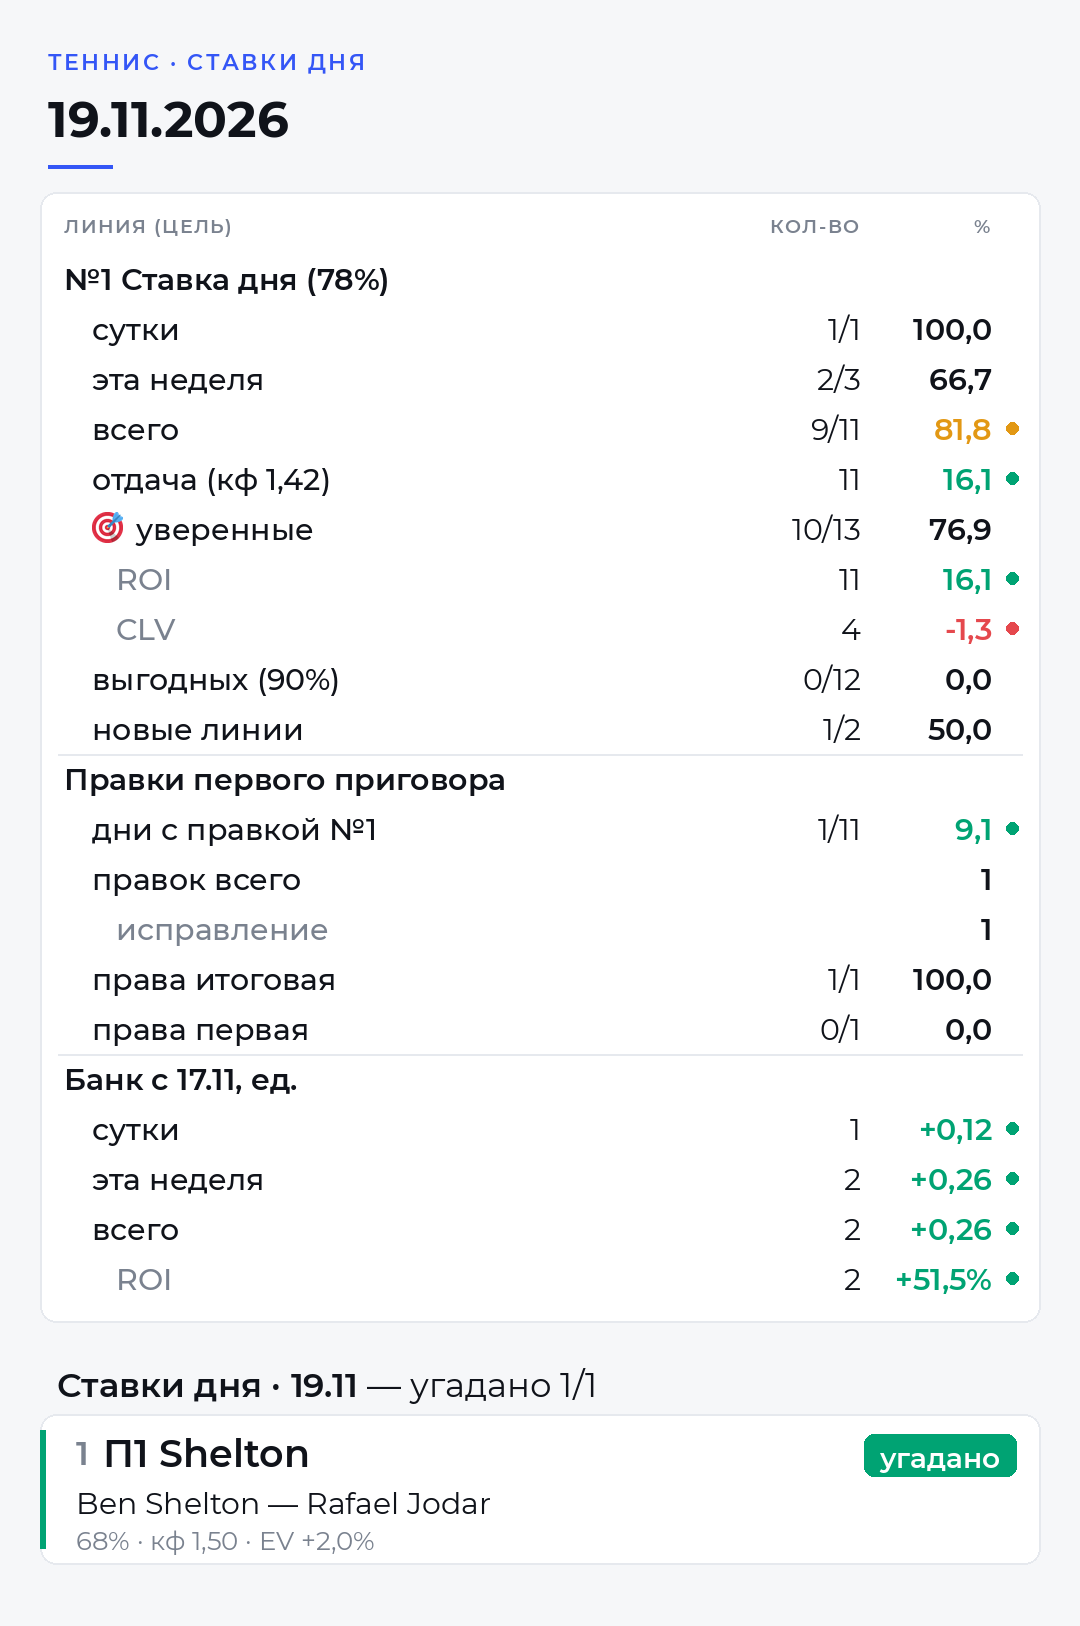 ТЕННИС · СТАВКИ ДНЯ
19.11.2026
ЛИНИЯ (ЦЕЛЬ) КОЛ-ВО %
№1 Ставка дня (78%)
сутки 1/1 100,0
эта неделя 2/3 66,7
всего 9/11 81,8
отдача (кф 1,42) 11 16,1
🎯 уверенные 10/13 76,9
ROI 11 16,1
CLV 4 -1,3
выгодных (90%) 0/12 0,0
новые линии 1/2 50,0
Правки первого приговора
дни с правкой №1 1/11 9,1
правок всего 1
исправление 1
права итоговая 1/1 100,0
права первая 0/1 0,0
Банк с 17.11, ед.
сутки 1 +0,12
эта неделя 2 +0,26
всего 2 +0,26
ROI 2 +51,5%
Ставки дня · 19.11 — угадано 1/1
1 П1 Shelton угадано
Ben Shelton — Rafael Jodar
68% · кф 1,50 · EV +2,0%